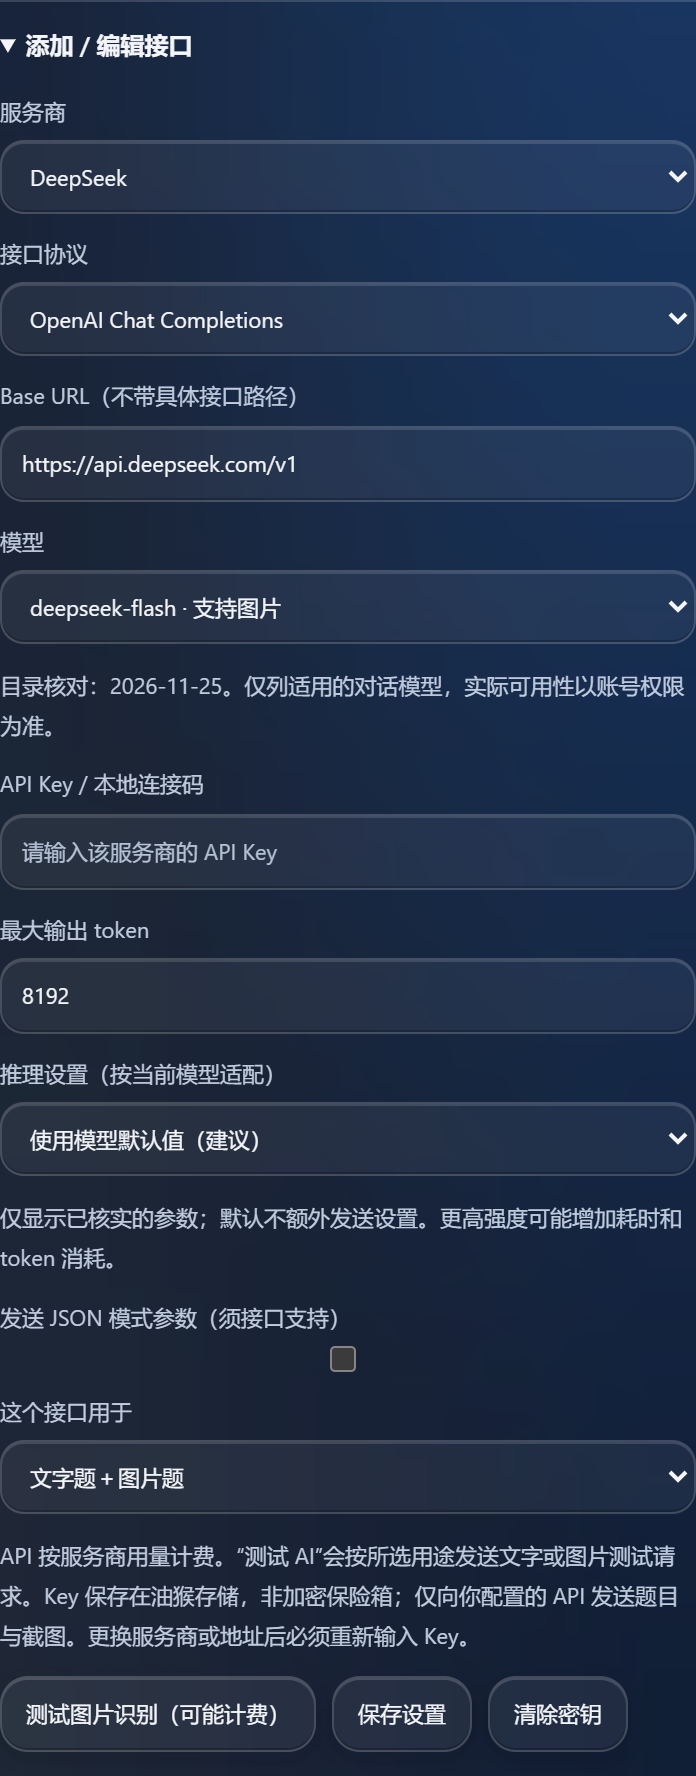 ▼ 添加 / 编辑接口
服务商
DeepSeek
接口协议
OpenAI Chat Completions
Base URL（不带具体接口路径）
https://api.deepseek.com/v1
模型
deepseek-flash · 支持图片
目录核对：2026-11-25。仅列适用的对话模型，实际可用性以账号权限
为准。
API Key / 本地连接码
请输入该服务商的 API Key
最大输出 token
8192
推理设置（按当前模型适配）
使用模型默认值（建议）
仅显示已核实的参数；默认不额外发送设置。更高强度可能增加耗时和
token 消耗。
发送 JSON 模式参数（须接口支持）
这个接口用于
文字题 + 图片题
API 按服务商用量计费。“测试 AI”会按所选用途发送文字或图片测试请
求。Key 保存在油猴存储，非加密保险箱；仅向你配置的 API 发送题目
与截图。更换服务商或地址后必须重新输入 Key。
测试图片识别（可能计费） 保存设置 清除密钥